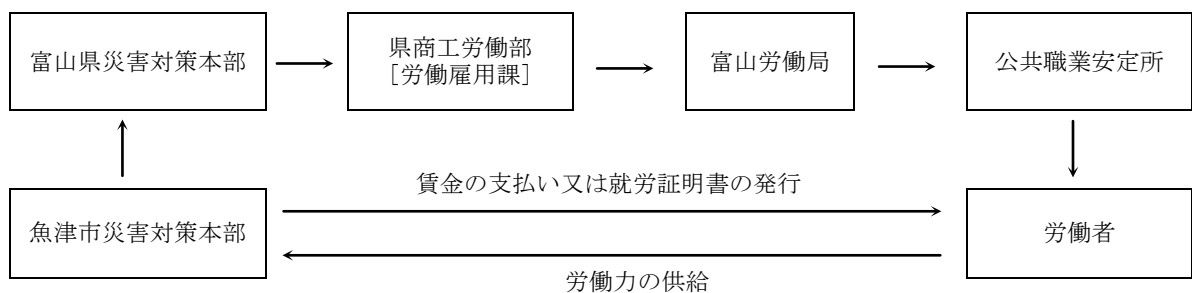 富山県災害対策本部
県商工労働部
[労働雇用課]
富山労働局
公共職業安定所
賃金の支払い又は就労証明書の発行
魚津市災害対策本部
労働者
労働力の供給